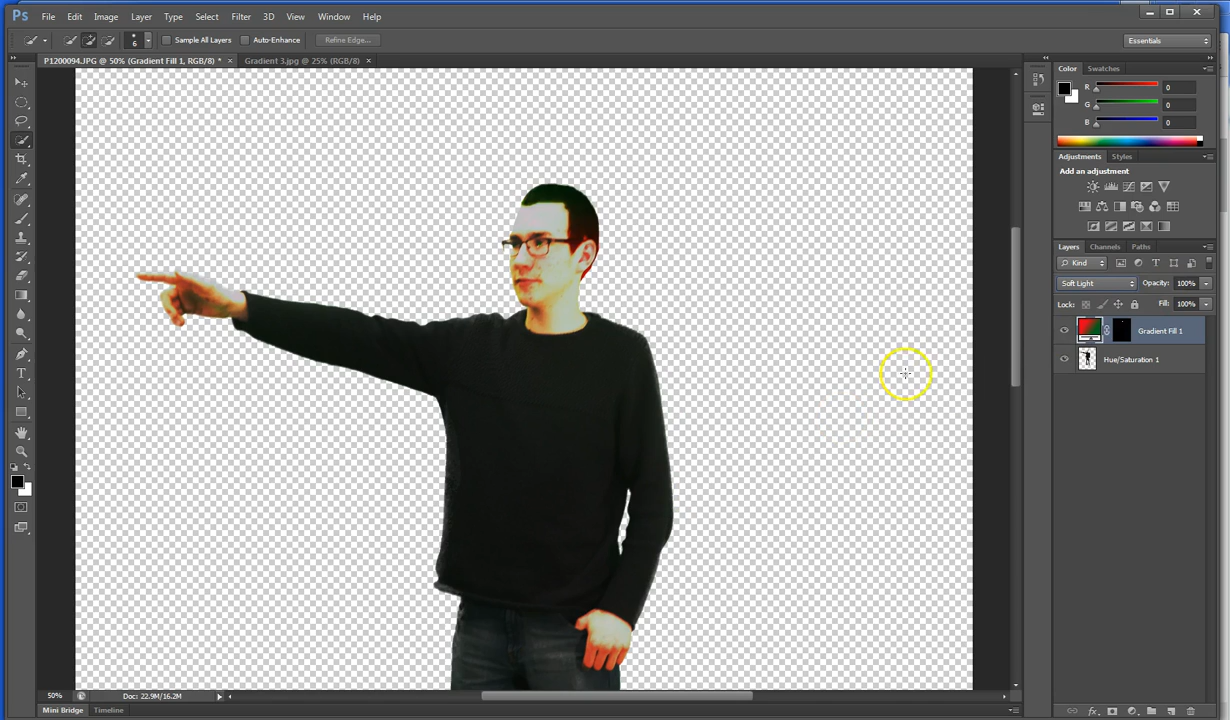 Ps File Edit Image Layer Type Select Filter 3D View Window Help
6 Sample All Layers Auto-Enhance Refine Edge... Essentials
P1200094.JPG @ 50% (Gradient Fill 1, RGB/8) * × Gradient 3.jpg @ 25% (RGB/8) ×
Color Swatches
R 0
G 0
B 0
Adjustments Styles
Add an adjustment
Layers Channels Paths
Kind
Soft Light Opacity: 100%
Lock: Fill: 100%
Gradient Fill 1
Hue/Saturation 1
50% Doc: 22.9M/16.2M
Mini Bridge Timeline